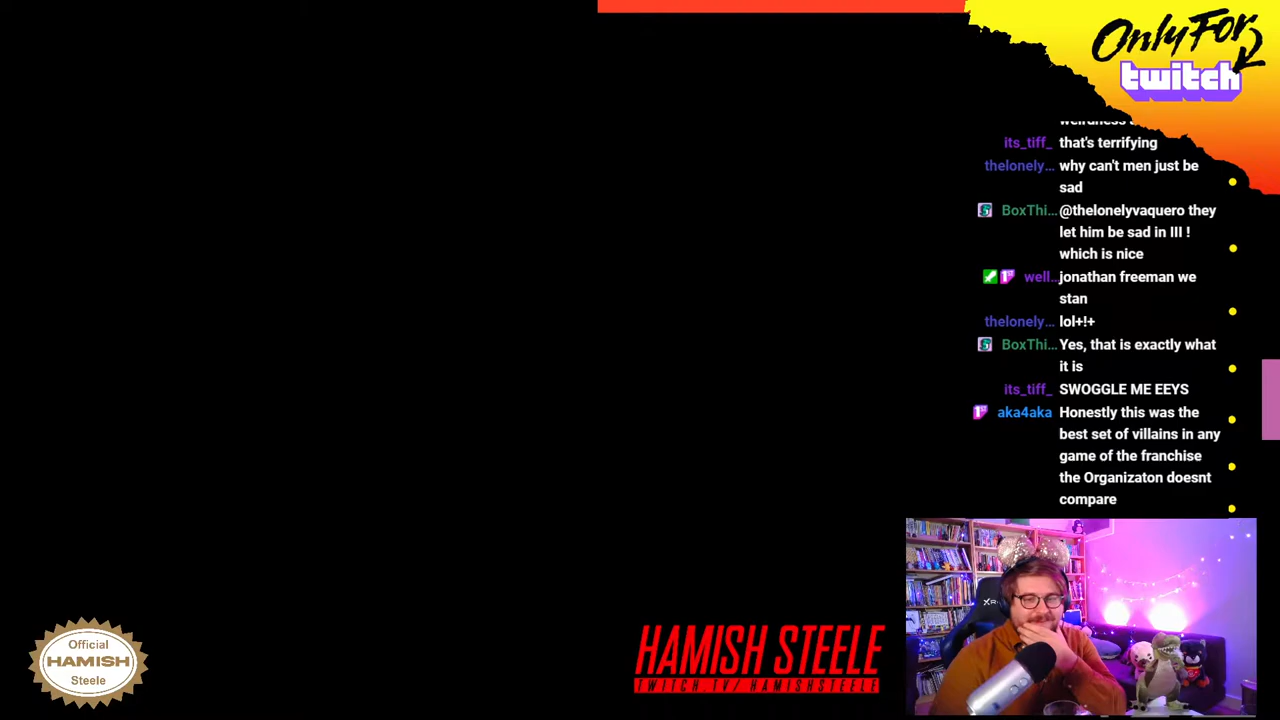 OnlyFor
twitch
its_tiff_ that's terrifying
thelonely... why can't men just be
sad
BoxThi... @thelonelyvaquero they
let him be sad in III !
which is nice
well... jonathan freeman we
stan
thelonely... lol+!+
BoxThi... Yes, that is exactly what
it is
its_tiff_ SWOGGLE ME EEYS
aka4aka Honestly this was the
best set of villains in any
game of the franchise
the Organizaton doesnt
compare
Official
HAMISH
Steele
HAMISH STEELE
TWITCH.TV/HAMISHSTEELE